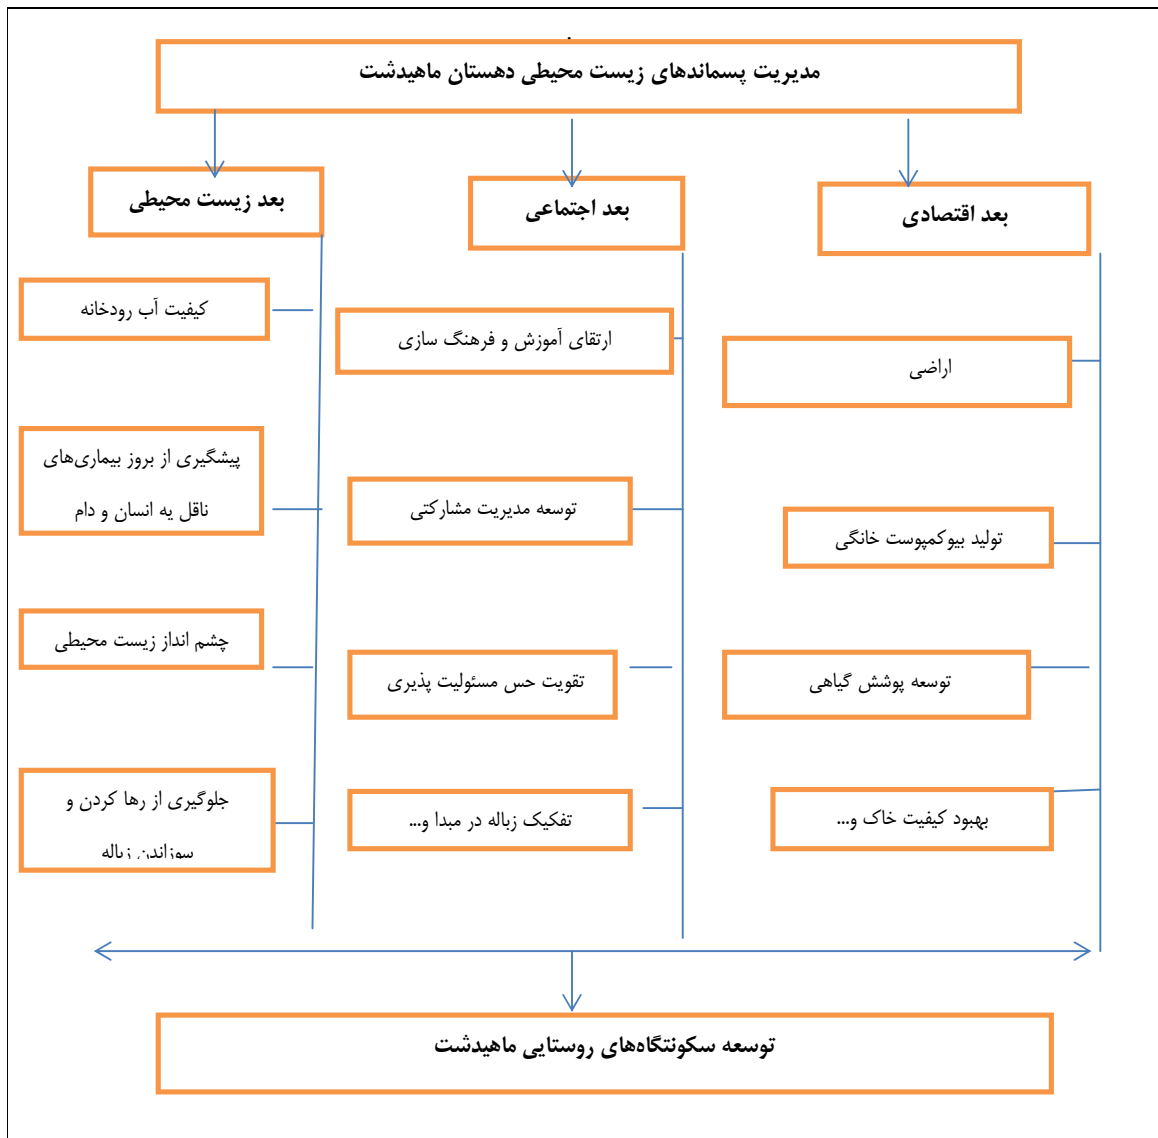 مدیریت پسماندهای زیست محیطی دهستان ماهیدشت
بعد اقتصادی
بعد اجتماعی
بعد زیست محیطی
اراضی
تولید بیوکمپوست خانگی
توسعه پوشش گیاهی
بهبود کیفیت خاک و...
ارتقای آموزش و فرهنگ سازی
توسعه مدیریت مشارکتی
تقویت حس مسئولیت پذیری
تفکیک زباله در مبدا و...
کیفیت آب رودخانه
پیشگیری از بروز بیماری‌های
ناقل یه انسان و دام
چشم انداز زیست محیطی
جلوگیری از رها کردن و
سوزاندن زباله
توسعه سکونتگاه‌های روستایی ماهیدشت